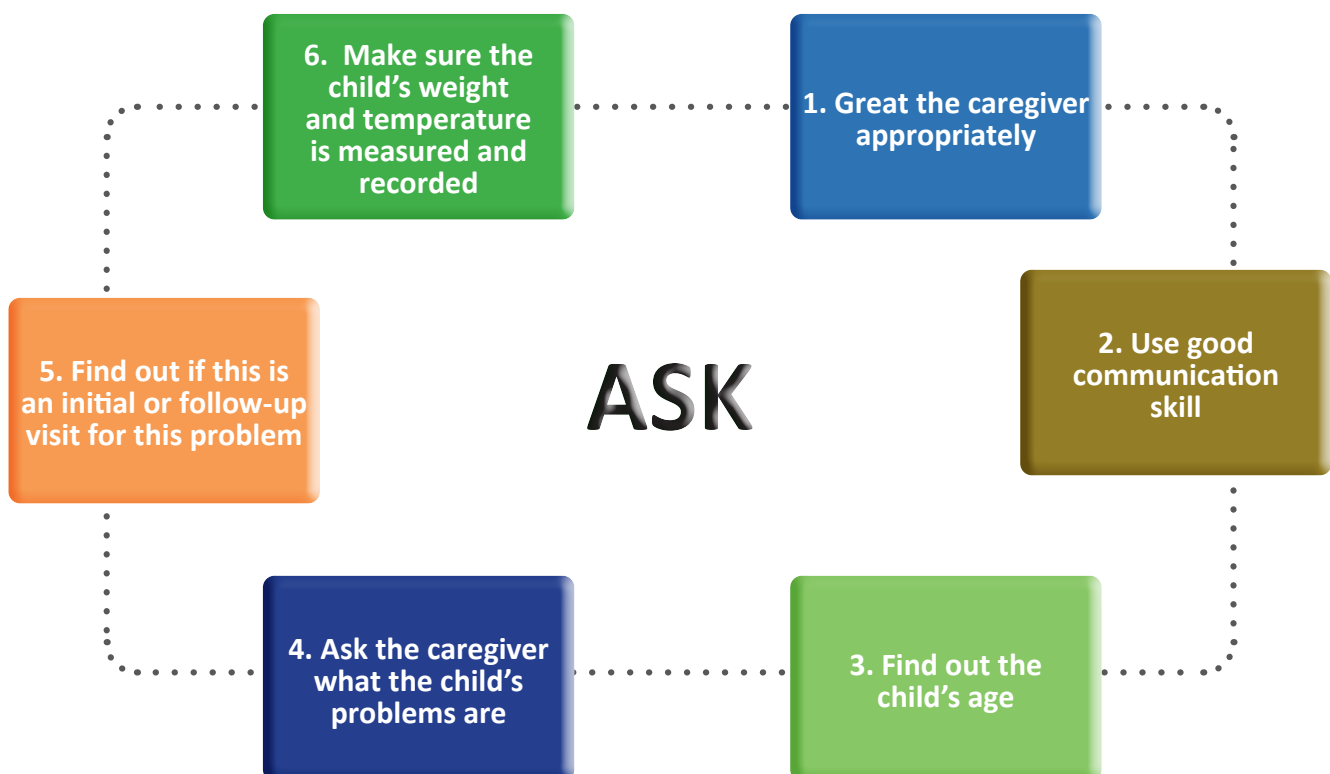 1. Great the caregiver
appropriately
2. Use good
communication
skill
3. Find out the
child’s age
4. Ask the caregiver
what the child’s
problems are
5. Find out if this is
an initial or follow-up
visit for this problem
6.  Make sure the
child’s weight
and temperature
is measured and
recorded
ASK